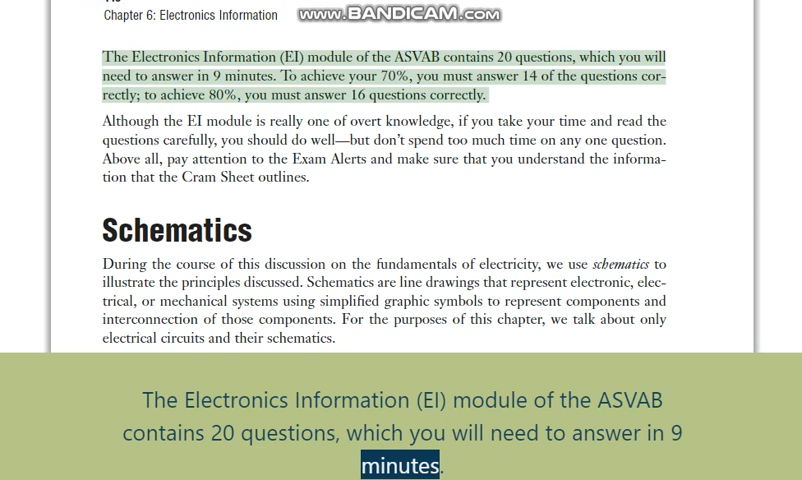 Chapter 6: Electronics Information
www.BANDICAM.com
The Electronics Information (EI) module of the ASVAB contains 20 questions, which you will
need to answer in 9 minutes. To achieve your 70%, you must answer 14 of the questions cor-
rectly; to achieve 80%, you must answer 16 questions correctly.
Although the EI module is really one of overt knowledge, if you take your time and read the
questions carefully, you should do well—but don't spend too much time on any one question.
Above all, pay attention to the Exam Alerts and make sure that you understand the informa-
tion that the Cram Sheet outlines.
Schematics
During the course of this discussion on the fundamentals of electricity, we use schematics to
illustrate the principles discussed. Schematics are line drawings that represent electronic, elec-
trical, or mechanical systems using simplified graphic symbols to represent components and
interconnection of those components. For the purposes of this chapter, we talk about only
electrical circuits and their schematics.
The Electronics Information (EI) module of the ASVAB
contains 20 questions, which you will need to answer in 9
minutes.